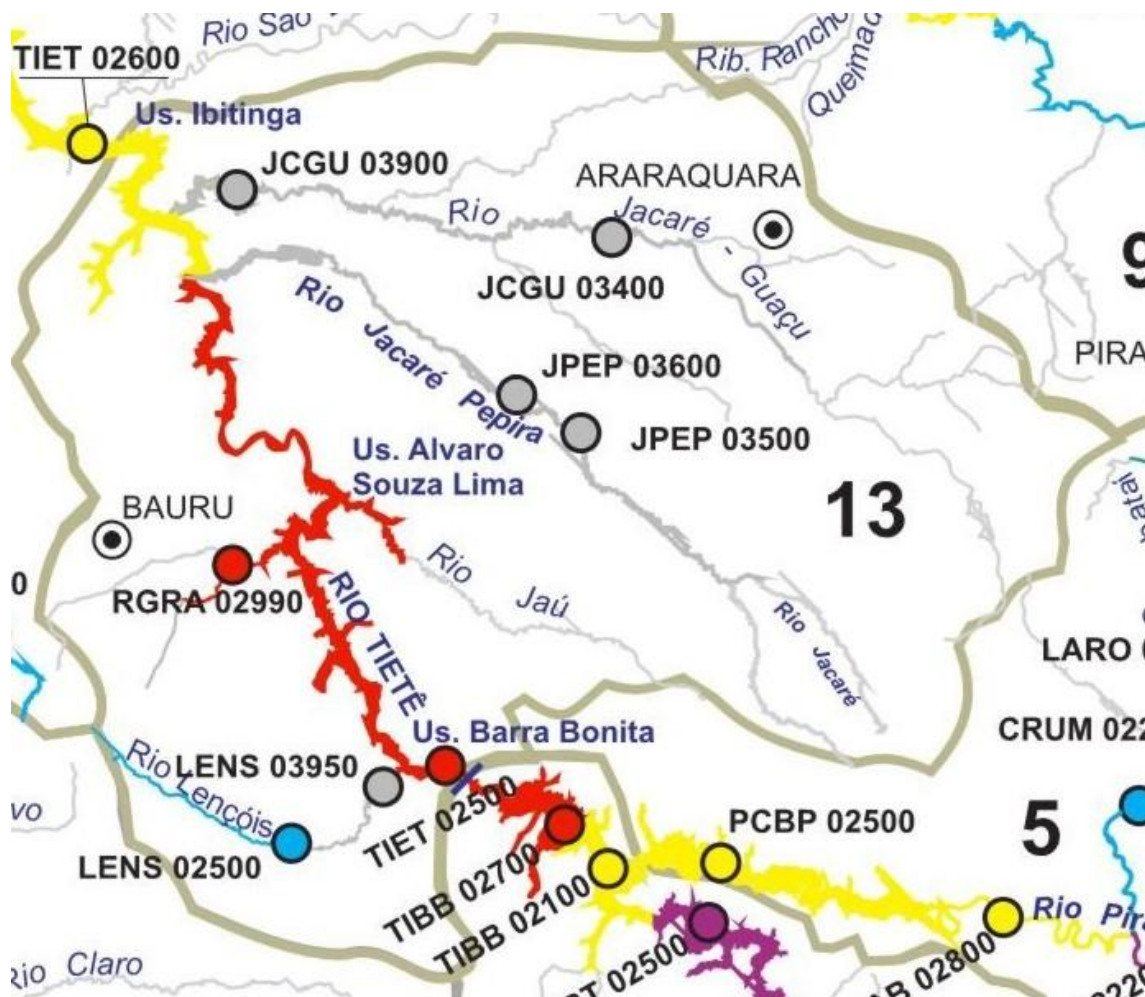 Rio São
TIET 02600
Rib. Rancho
Queimad
Us. Ibitinga
JCGU 03900
ARARAQUARA
Rio
Jacaré - Guaçu
9
JCGU 03400
Rio Jacaré Pepira
PIRA
JPEP 03600
JPEP 03500
Us. Alvaro
Souza Lima
13
BAURU
Rio Jaú
0
RGRA 02990
RIO TIETÊ
Rio Jacaré
LARO
CRUM 022
Us. Barra Bonita
Rio Lençóis
LENS 03950
vo
TIET 02500
PCBP 02500
5
LENS 02500
TIBB 02700
TIBB 02100
Rio Pir
02500
B 02800
Rio Claro